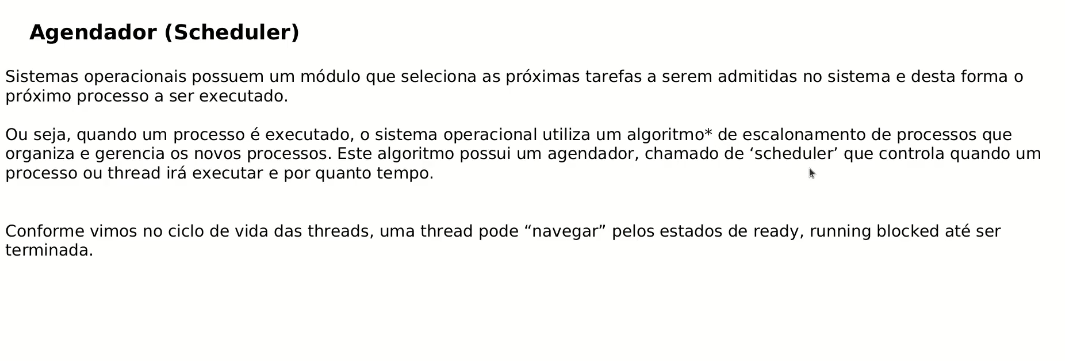 Agendador (Scheduler)
Sistemas operacionais possuem um módulo que seleciona as próximas tarefas a serem admitidas no sistema e desta forma o
próximo processo a ser executado.
Ou seja, quando um processo é executado, o sistema operacional utiliza um algoritmo* de escalonamento de processos que
organiza e gerencia os novos processos. Este algoritmo possui um agendador, chamado de ‘scheduler’ que controla quando um
processo ou thread irá executar e por quanto tempo.
Conforme vimos no ciclo de vida das threads, uma thread pode “navegar” pelos estados de ready, running blocked até ser
terminada.